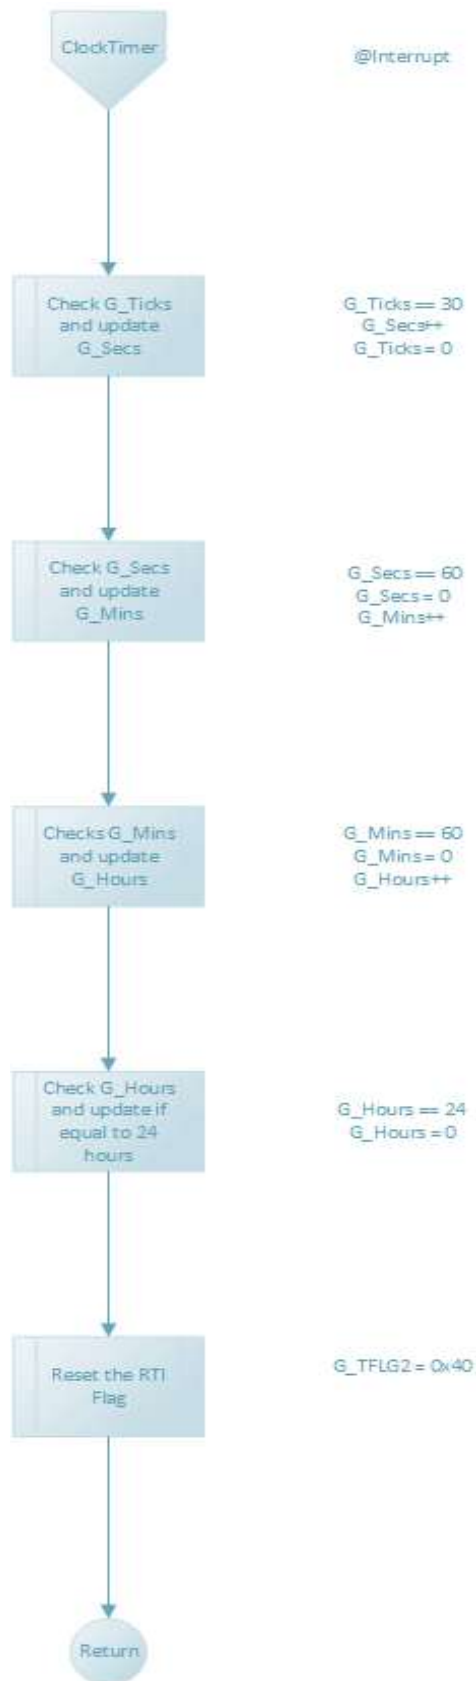 ClockTimer
@Interrupt
Check G_Ticks
and update
G_Secs
G_Ticks == 30
G_Secs++
G_Ticks = 0
Check G_Secs
and update
G_Mins
G_Secs == 60
G_Secs = 0
G_Mins++
Checks G_Mins
and update
G_Hours
G_Mins == 60
G_Mins = 0
G_Hours++
Check G_Hours
and update if
equal to 24
hours
G_Hours == 24
G_Hours = 0
Reset the RTI
Flag
G_TFLG2 = 0x40
Return